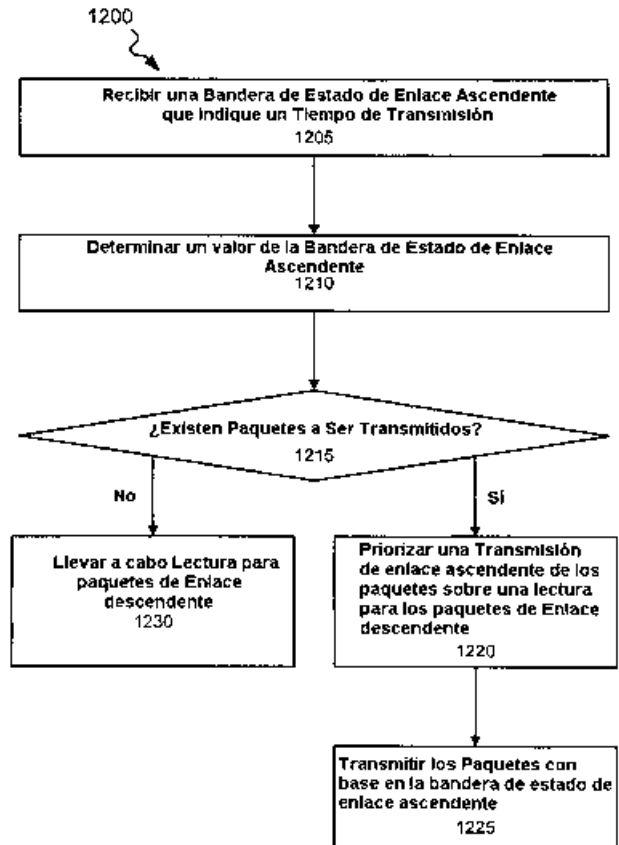 1200
Recibir una Bandera de Estado de Enlace Ascendente
que Indique un Tiempo de Transmisión
1205
Determinar un valor de la Bandera de Estado de Enlace
Ascendente
1210
¿Existen Paquetes a Ser Transmitidos?
1215
No
Sí
Llevar a cabo Lectura para
paquetes de Enlace
descendente
1230
Priorizar una Transmisión
de enlace ascendente de los
paquetes sobre una lectura
para los paquetes de Enlace
descendente
1220
Transmitir los Paquetes con
base en la bandera de estado de
enlace ascendente
1225